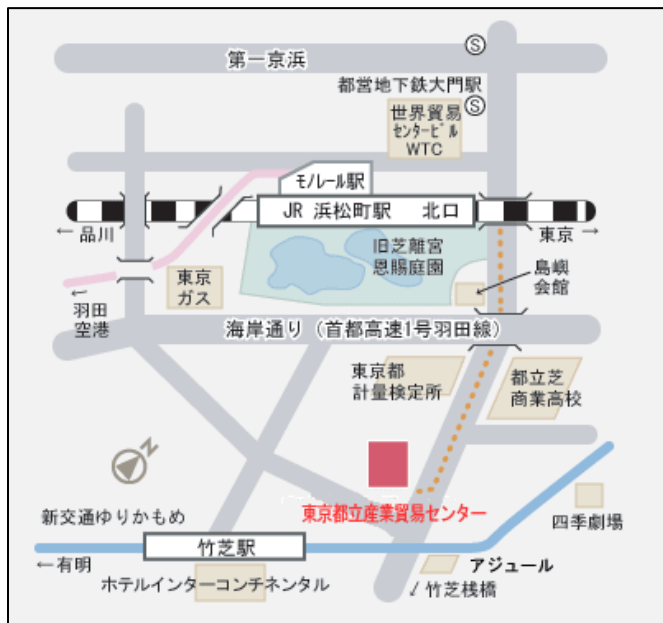 第一京浜
S
都営地下鉄大門駅
S
世界貿易
センタービル
WTC
モノレール駅
JR 浜松町駅 北口
← 品川
東京 →
旧芝離宮
恩賜庭園
島嶼
会館
東京
ガス
←
羽田
空港
海岸通り（首都高速1号羽田線）
東京都
計量検定所
都立芝
商業高校
N
東京都立産業貿易センター
新交通ゆりかもめ
四季劇場
竹芝駅
←有明
アジュール
ホテルインターコンチネンタル
↙竹芝桟橋